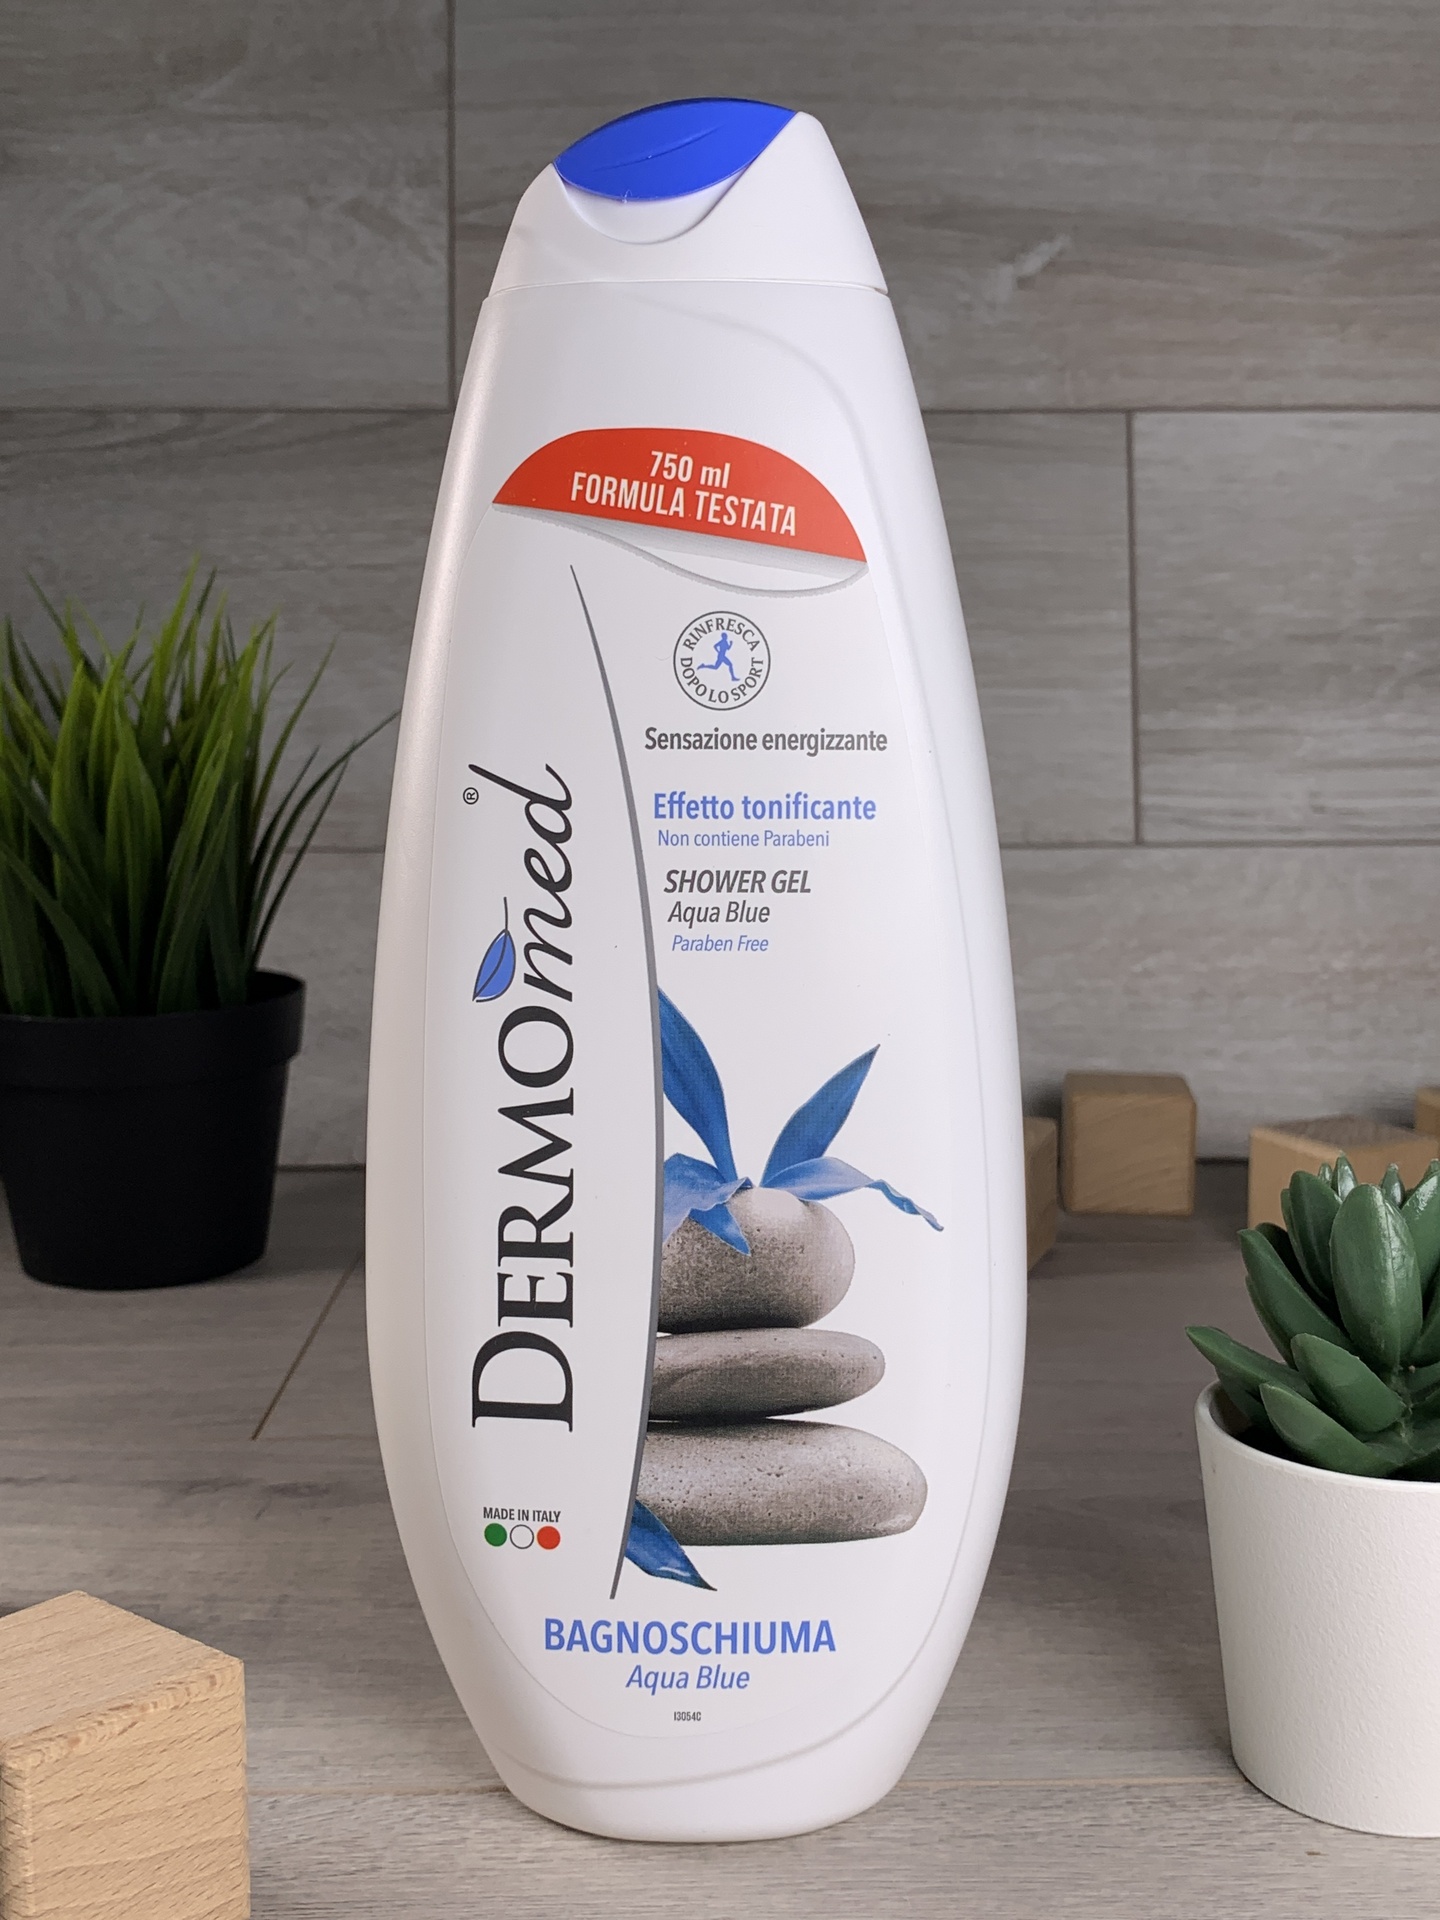 750 ml
FORMULA TESTATA
RINFRESCA
DOPO LO SPORT
Sensazione energizzante
Effetto tonificante
Non contiene Parabeni
SHOWER GEL
Aqua Blue
Paraben Free
DERMOmed®
MADE IN ITALY
BAGNOSCHIUMA
Aqua Blue
I3054C